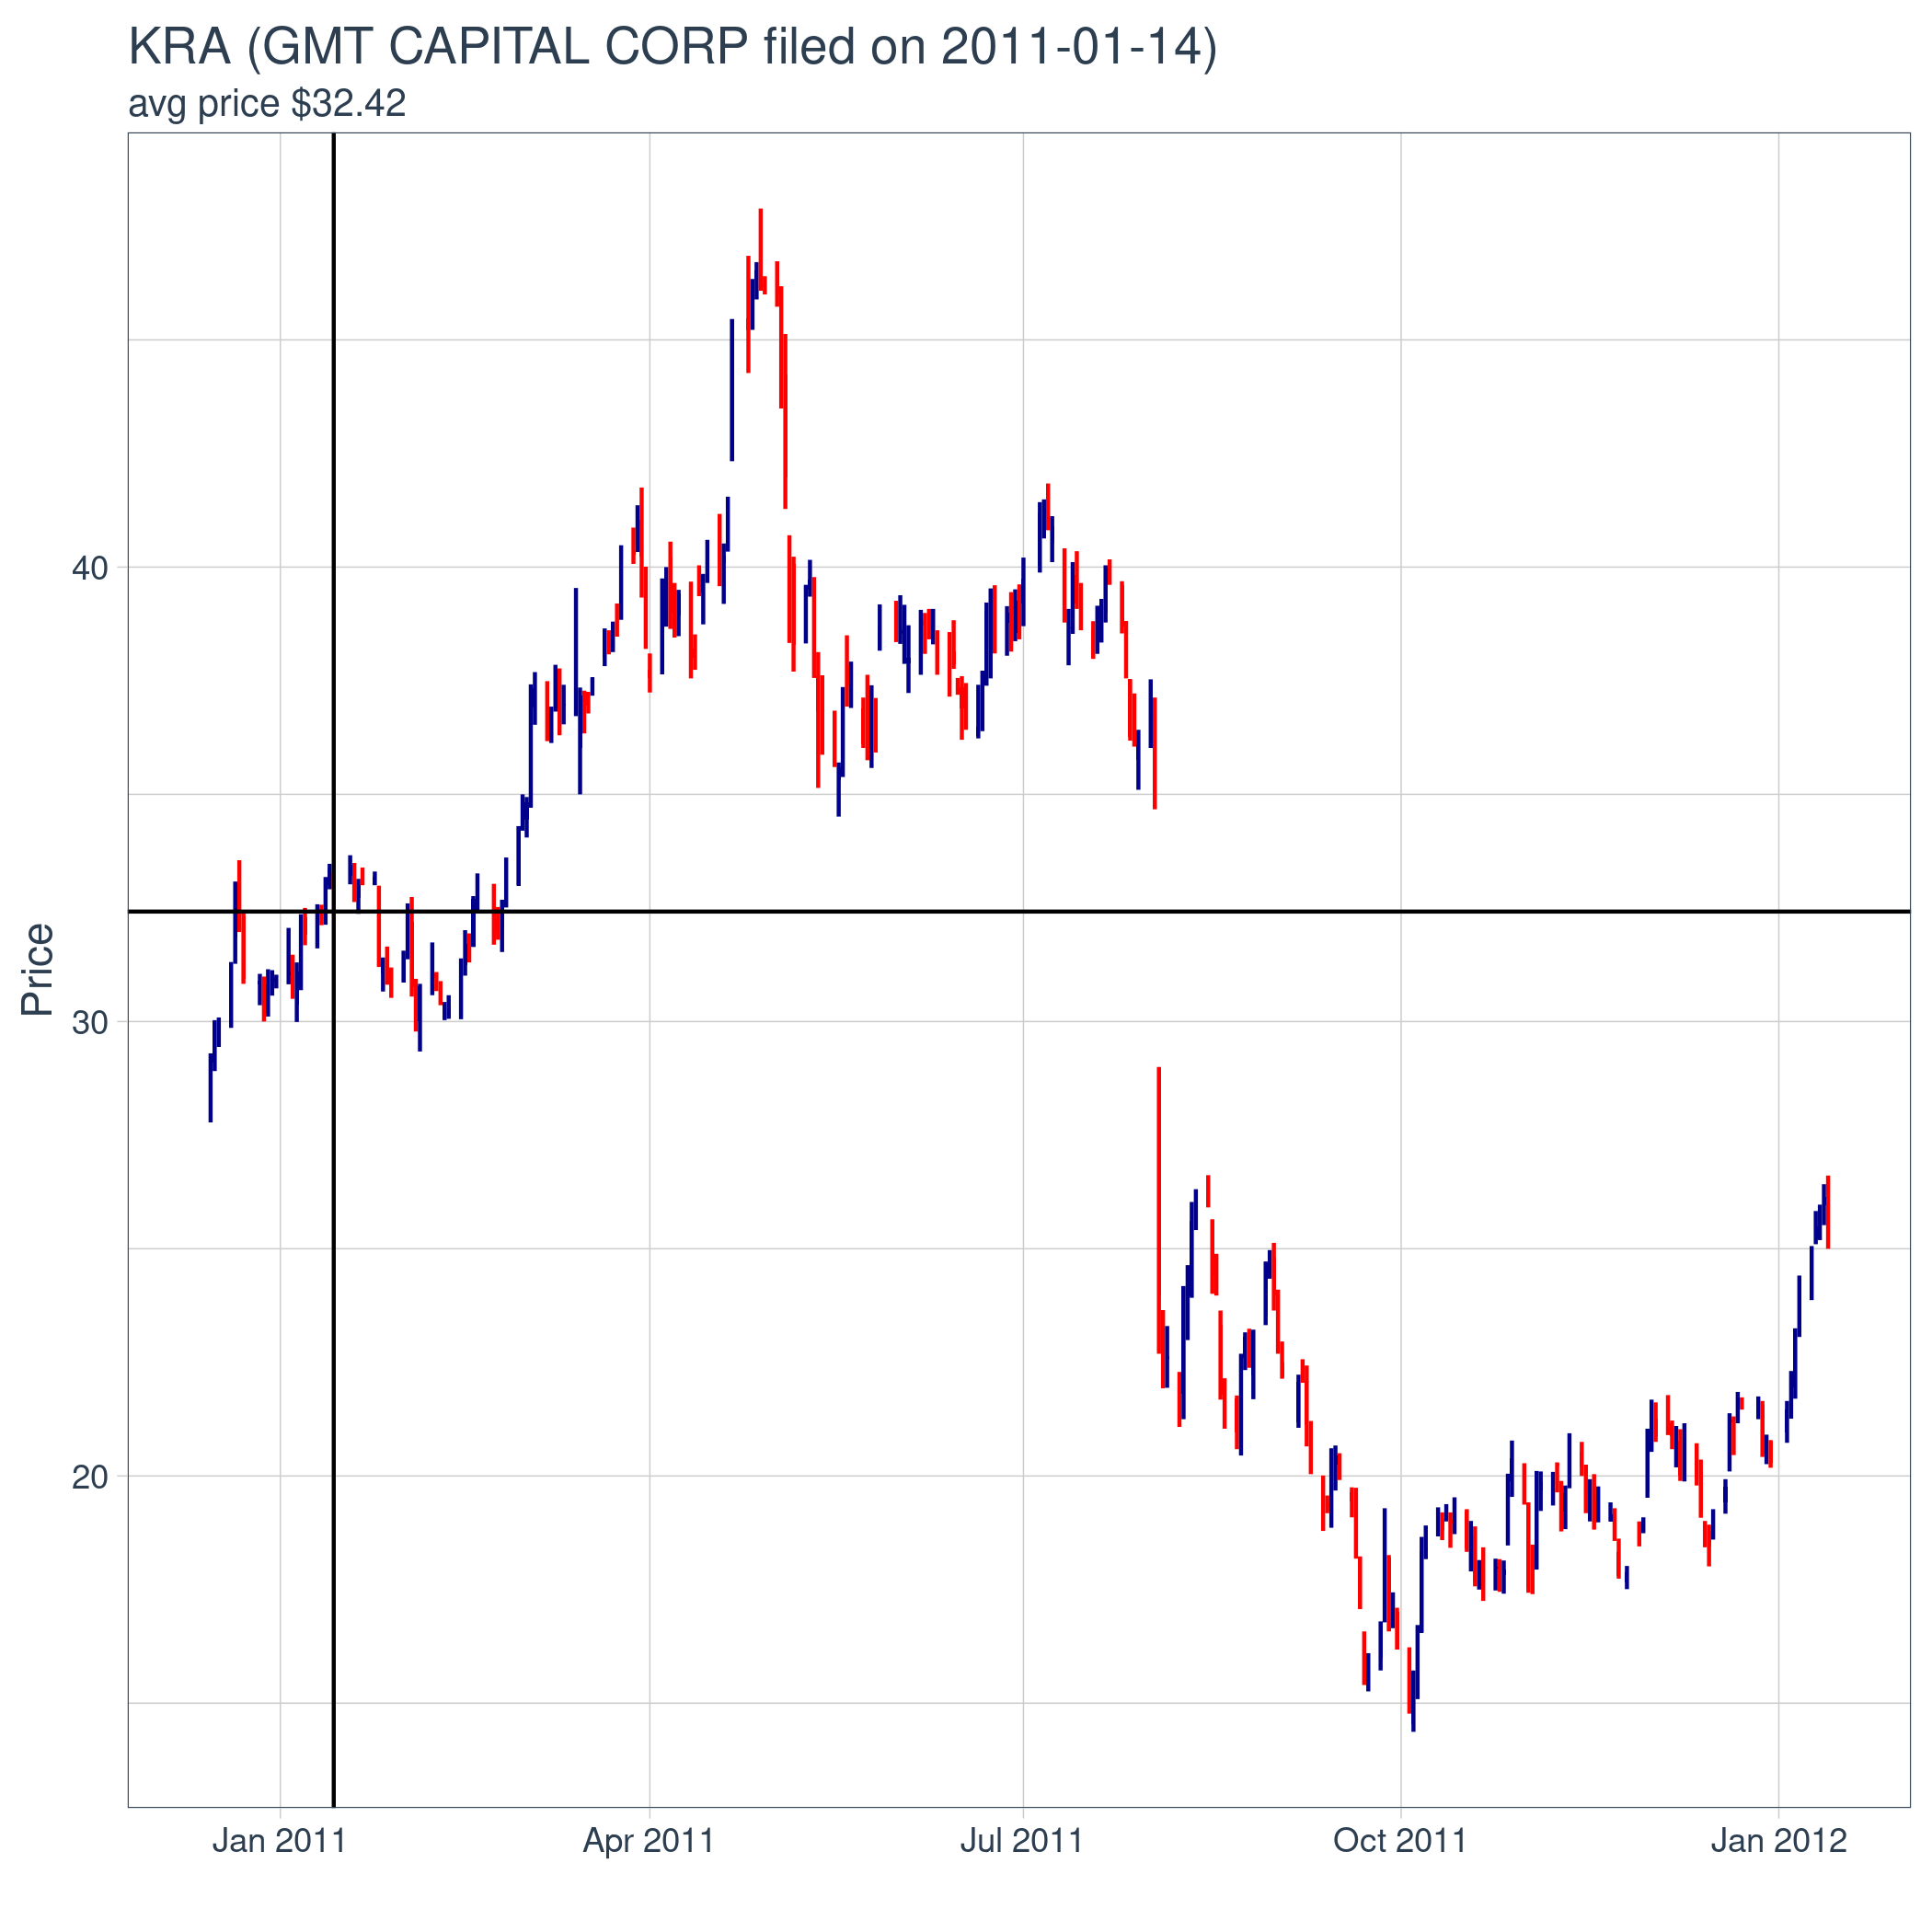 KRA (GMT CAPITAL CORP filed on 2011-01-14)
avg price $32.42
Price
40
30
20
Jan 2011
Apr 2011
Jul 2011
Oct 2011
Jan 2012